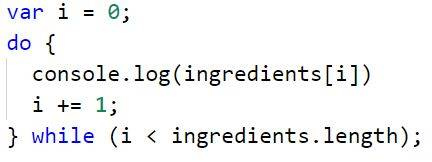 var i = 0;
do {
  console.log(ingredients[i])
  i += 1;
} while (i < ingredients.length);